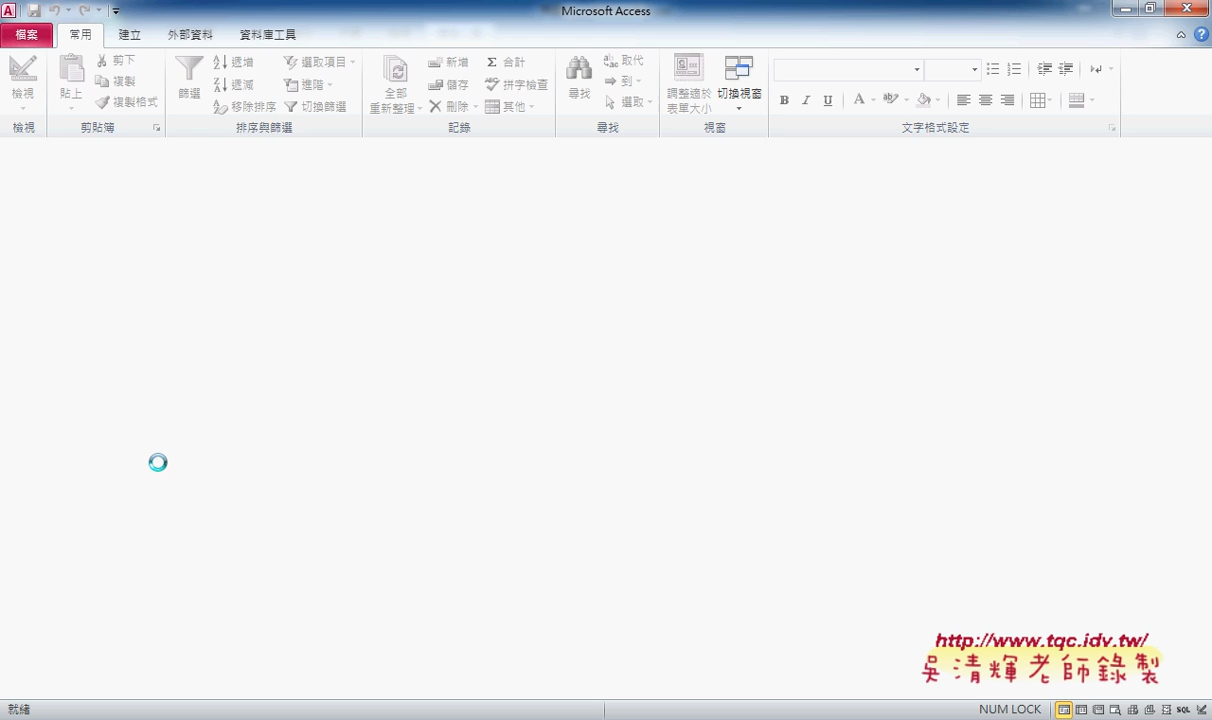 Microsoft Access
檔案 常用 建立 外部資料 資料庫工具
檢視
貼上
剪下
複製
複製格式
篩選
遞增
遞減
移除排序
選取項目
進階
切換篩選
全部
重新整理
新增
儲存
刪除
合計
拼字檢查
其他
尋找
取代
到
選取
調整適於
表單大小
切換視窗
B I U A ab
檢視 剪貼簿 排序與篩選 記錄 尋找 視窗 文字格式設定
http://www.tqc.idv.tw/
吳清輝老師錄製
就緒 NUM LOCK SQL